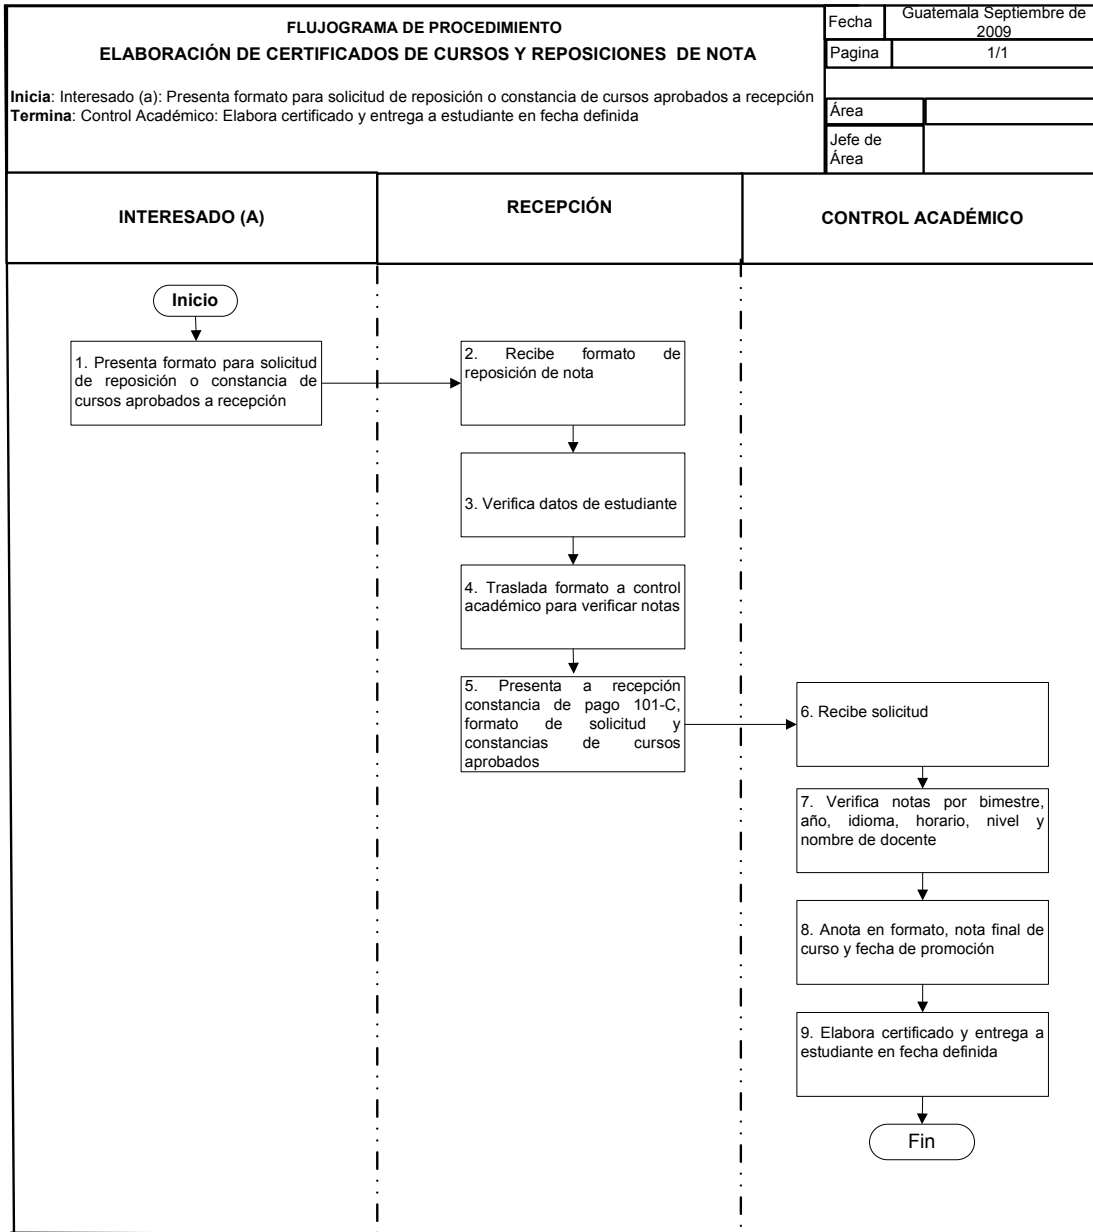 FLUJOGRAMA DE PROCEDIMIENTO
ELABORACIÓN DE CERTIFICADOS DE CURSOS Y REPOSICIONES DE NOTA
Inicia: Interesado (a): Presenta formato para solicitud de reposición o constancia de cursos aprobados a recepción
Termina: Control Académico: Elabora certificado y entrega a estudiante en fecha definida
Fecha
Guatemala Septiembre de
2009
Pagina
1/1
Área
Jefe de
Área
INTERESADO (A)
RECEPCIÓN
CONTROL ACADÉMICO
Inicio
1. Presenta formato para solicitud
de reposición o constancia de
cursos aprobados a recepción
2. Recibe formato de
reposición de nota
3. Verifica datos de estudiante
4. Traslada formato a control
académico para verificar notas
5. Presenta a recepción
constancia de pago 101-C,
formato de solicitud y
constancias de cursos
aprobados
6. Recibe solicitud
7. Verifica notas por bimestre,
año, idioma, horario, nivel y
nombre de docente
8. Anota en formato, nota final de
curso y fecha de promoción
9. Elabora certificado y entrega a
estudiante en fecha definida
Fin